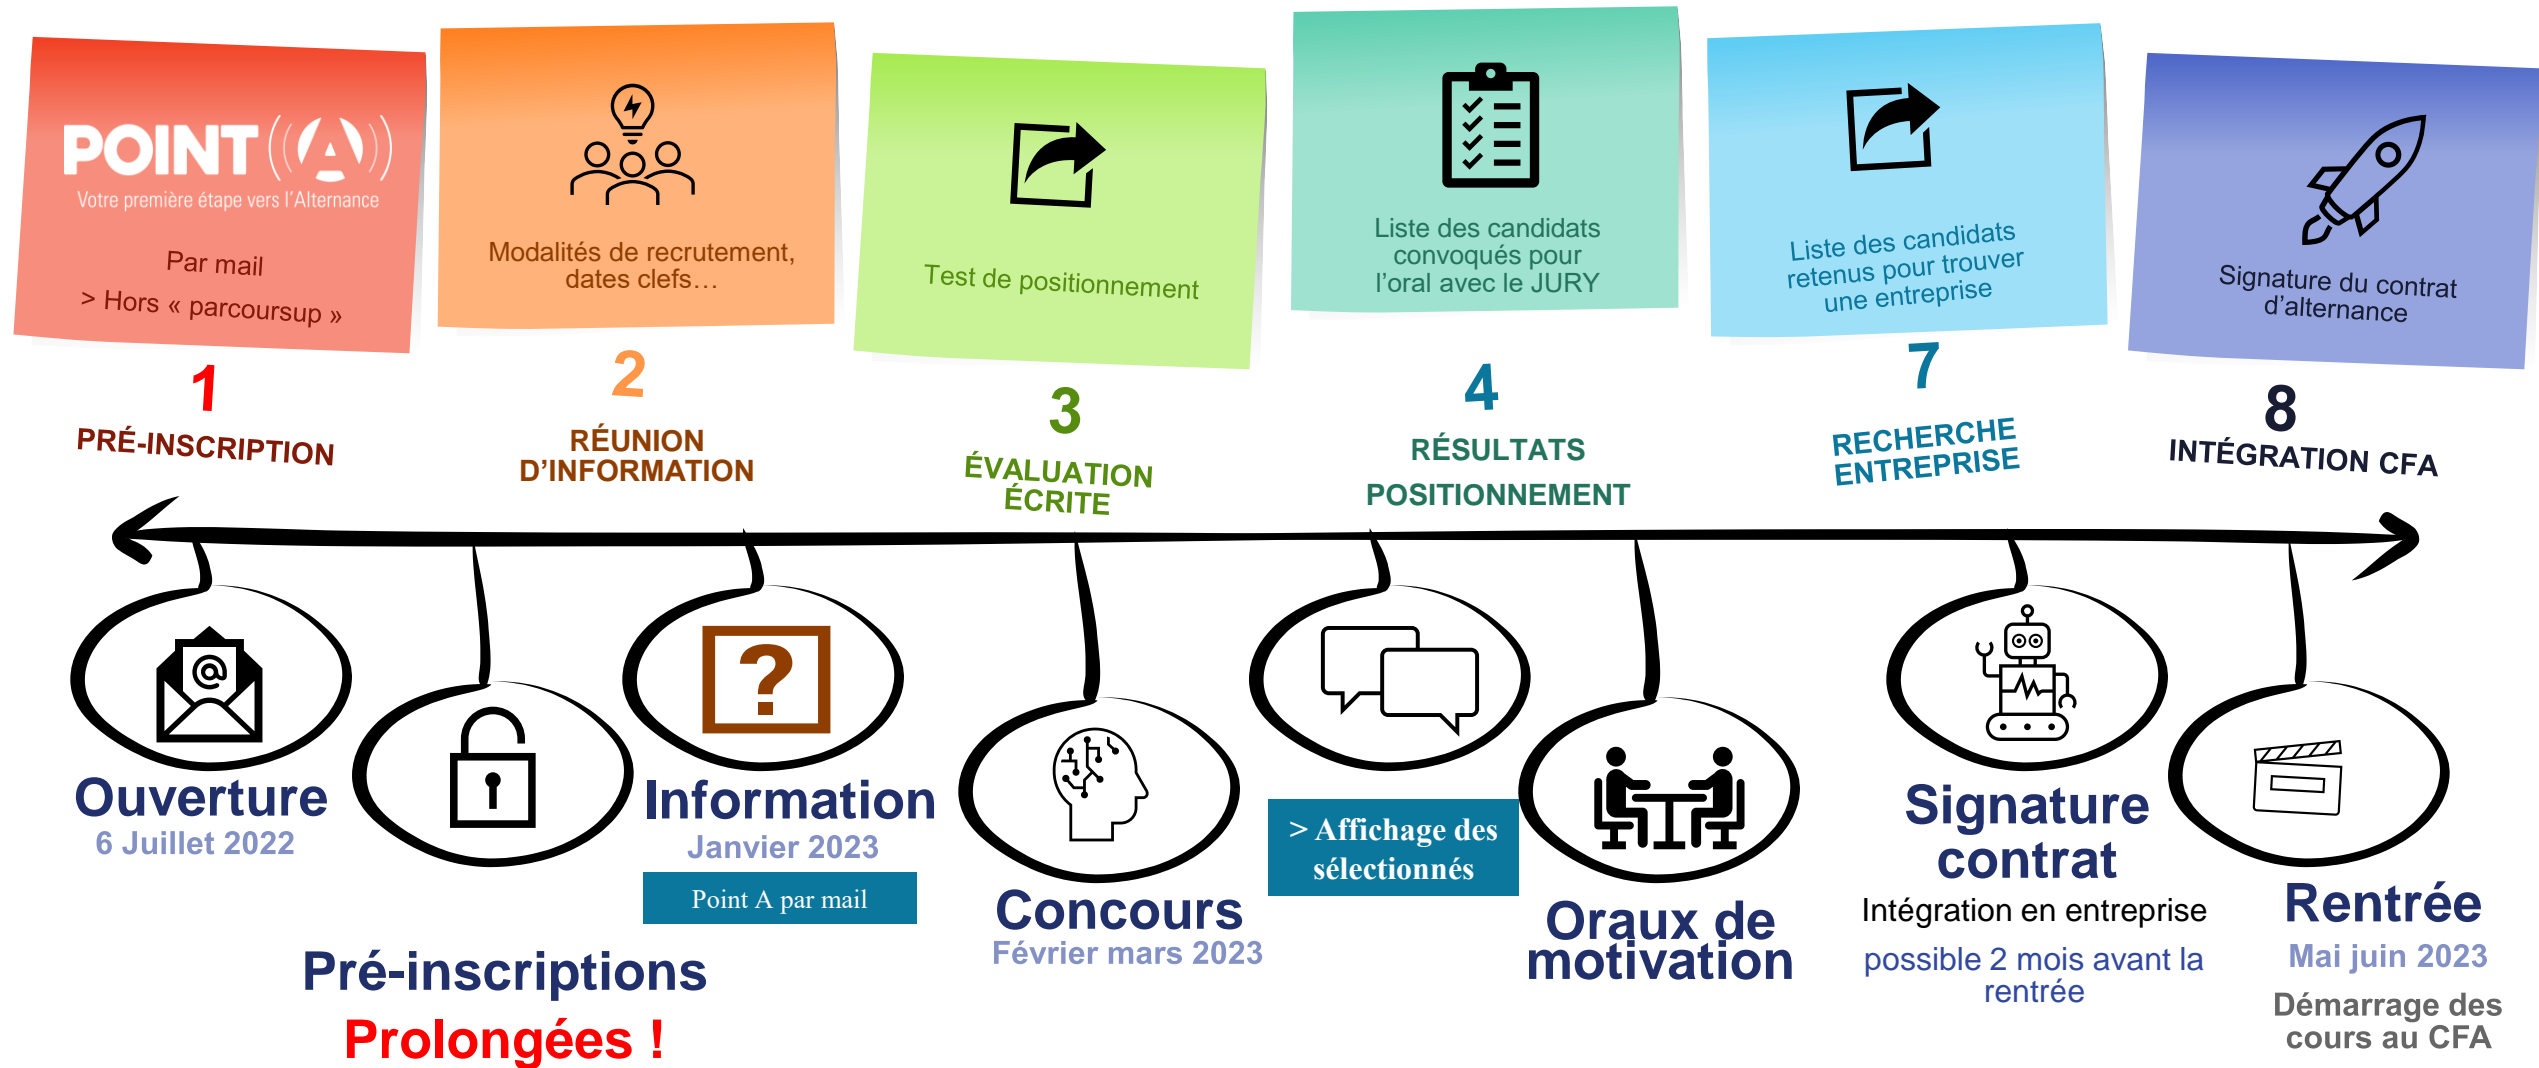 POINT ((A))
Votre première étape vers l'Alternance
Par mail
> Hors « parcoursup »
1
PRÉ-INSCRIPTION
Modalités de recrutement,
dates clefs…
2
RÉUNION
D'INFORMATION
Test de positionnement
3
ÉVALUATION
ÉCRITE
Liste des candidats
convoqués pour
l'oral avec le JURY
4
RÉSULTATS
POSITIONNEMENT
Liste des candidats
retenus pour trouver
une entreprise
7
RECHERCHE
ENTREPRISE
Signature du contrat
d'alternance
8
INTÉGRATION CFA
@
Ouverture
6 Juillet 2022
Pré-inscriptions
Prolongées !
?
Information
Janvier 2023
Point A par mail
Concours
Février mars 2023
> Affichage des
sélectionnés
Oraux de
motivation
Signature
contrat
Intégration en entreprise
possible 2 mois avant la
rentrée
Rentrée
Mai juin 2023
Démarrage des
cours au CFA